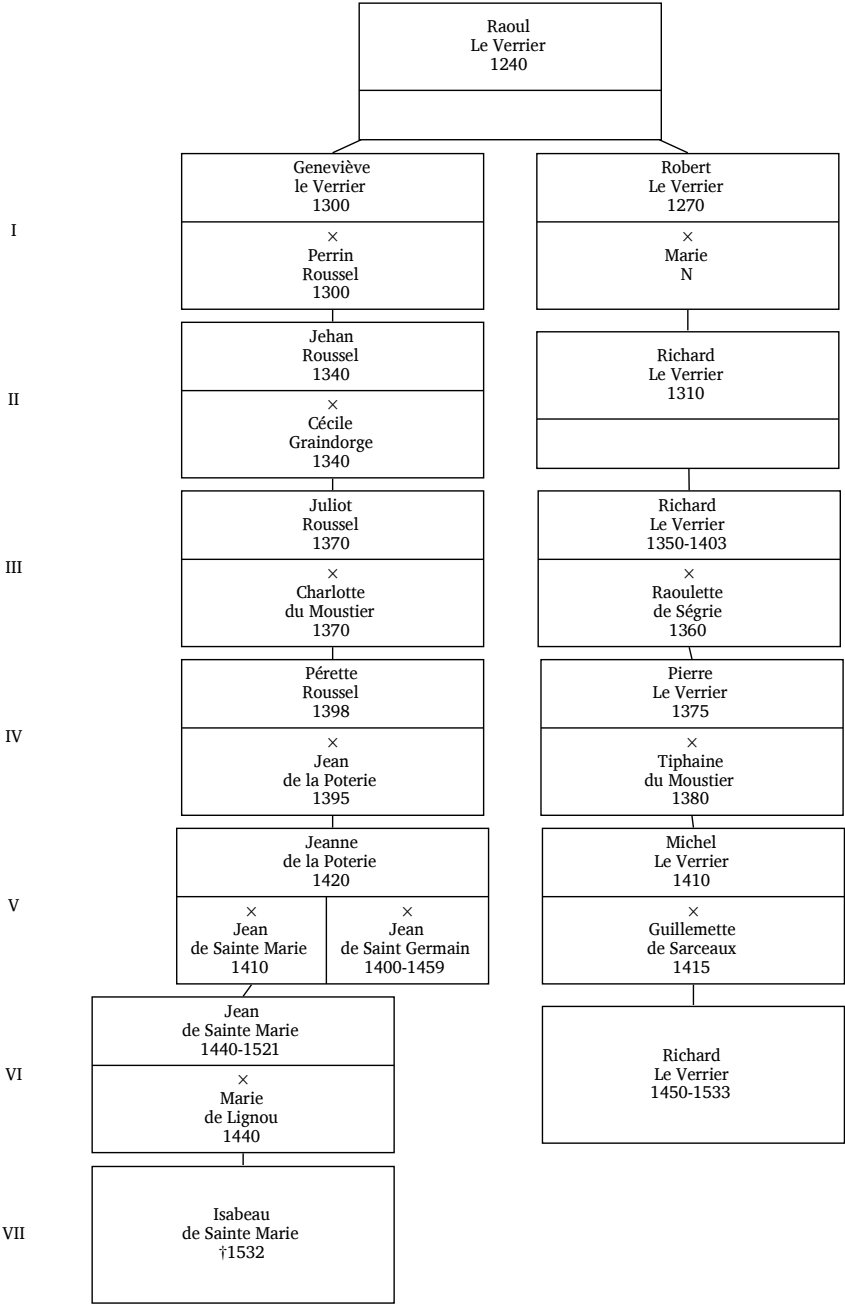 Raoul
Le Verrier
1240
I
Geneviève
le Verrier
1300
×
Perrin
Roussel
1300
Robert
Le Verrier
1270
×
Marie
N
II
Jehan
Roussel
1340
×
Cécile
Graindorge
1340
Richard
Le Verrier
1310
III
Juliot
Roussel
1370
×
Charlotte
du Moustier
1370
Richard
Le Verrier
1350-1403
×
Raoulette
de Ségrie
1360
IV
Pérette
Roussel
1398
×
Jean
de la Poterie
1395
Pierre
Le Verrier
1375
×
Tiphaine
du Moustier
1380
V
Jeanne
de la Poterie
1420
×
Jean
de Sainte Marie
1410
×
Jean
de Saint Germain
1400-1459
Michel
Le Verrier
1410
×
Guillemette
de Sarceaux
1415
VI
Jean
de Sainte Marie
1440-1521
×
Marie
de Lignou
1440
Richard
Le Verrier
1450-1533
VII
Isabeau
de Sainte Marie
†1532